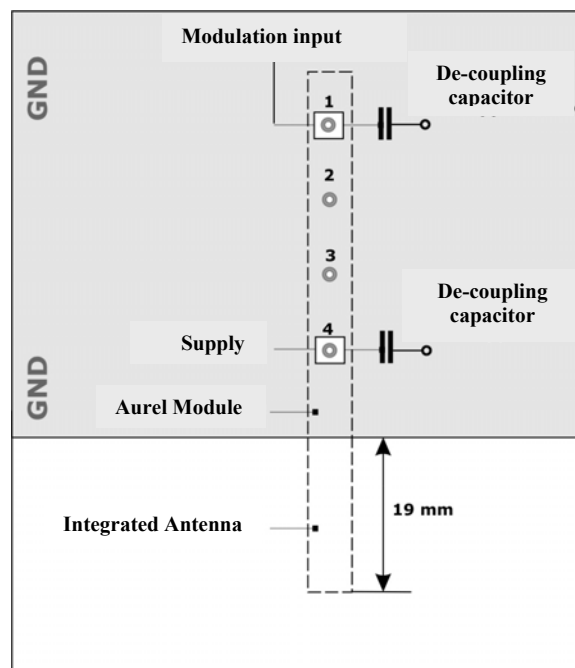 Modulation input
GND
De-coupling
capacitor
1
2
3
De-coupling
capacitor
4
Supply
GND
Aurel Module
19 mm
Integrated Antenna